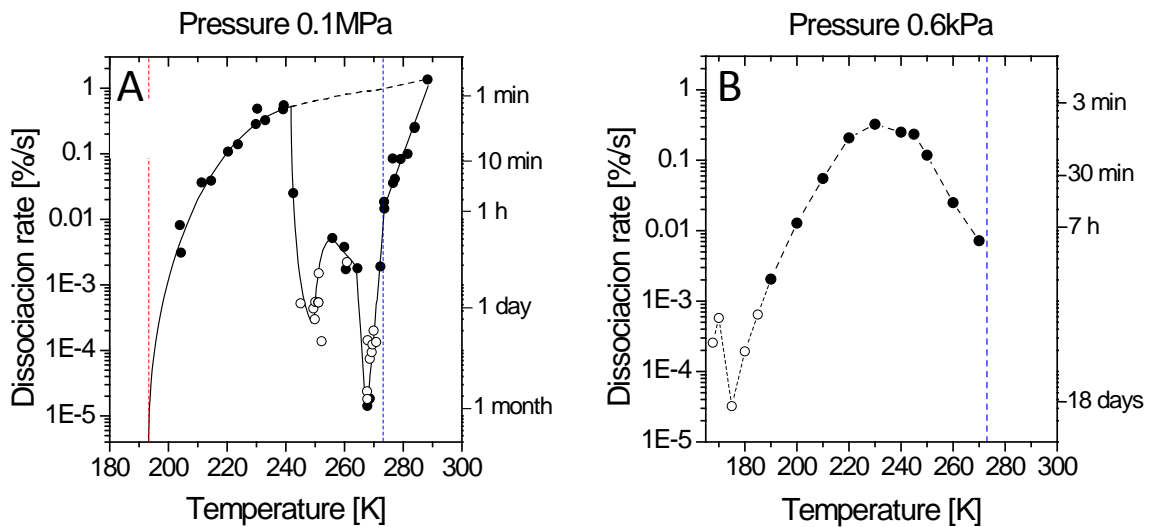 Pressure 0.1MPa
A
Dissociacion rate [%/s]
1
0.1
0.01
1E-3
1E-4
1E-5
1 min
10 min
1 h
1 day
1 month
180 200 220 240 260 280 300
Temperature [K]
Pressure 0.6kPa
B
Dissociacion rate [%/s]
1
0.1
0.01
1E-3
1E-4
1E-5
3 min
30 min
7 h
18 days
180 200 220 240 260 280 300
Temperature [K]